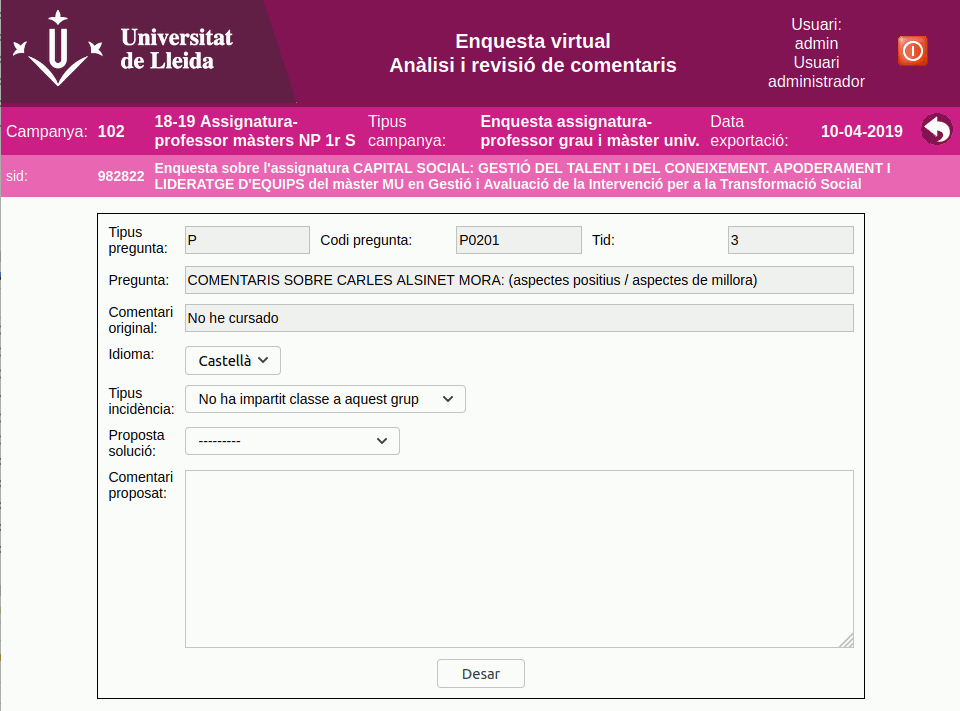 Universitat
de Lleida
Enquesta virtual
Anàlisi i revisió de comentaris
Usuari:
admin
Usuari
administrador
Campanya: 102
18-19 Assignatura-
professor màsters NP 1r S
Tipus
campanya:
Enquesta assignatura-
professor grau i màster univ.
Data
exportació:
10-04-2019
sid: 982822
Enquesta sobre l'assignatura CAPITAL SOCIAL: GESTIÓ DEL TALENT I DEL CONEIXEMENT. APODERAMENT I
LIDERATGE D'EQUIPS del màster MU en Gestió i Avaluació de la Intervenció per a la Transformació Social
Tipus
pregunta:
P
Codi pregunta:
P0201
Tid:
3
Pregunta:
COMENTARIS SOBRE CARLES ALSINET MORA: (aspectes positius / aspectes de millora)
Comentari
original:
No he cursado
Idioma:
Castellà
Tipus
incidència:
No ha impartit classe a aquest grup
Proposta
solució:
---------
Comentari
proposat:
Desar